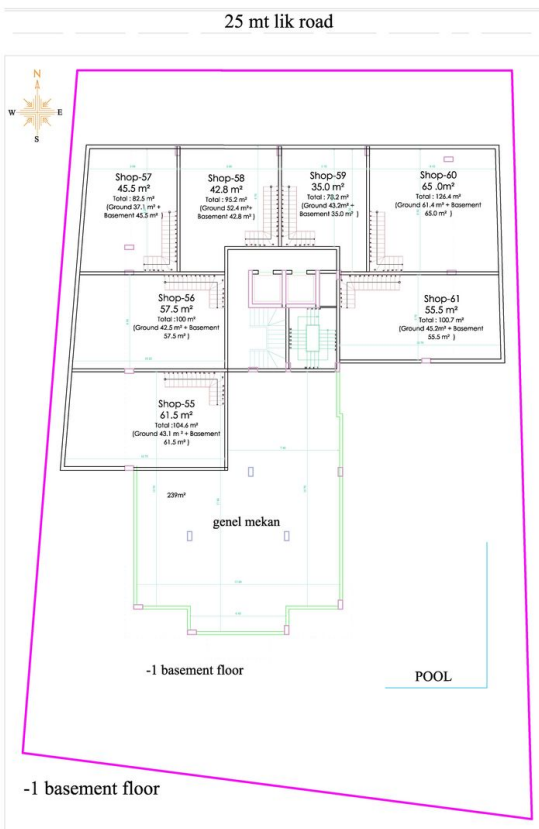 25 mt lik road
N
W E
S
Shop-57
45.5 m²
Total : 82.5 m²
(Ground 37.1 m² +
Basement 45.5 m² )
Shop-58
42.8 m²
Total : 95.2 m²
(Ground 52.4 m²+
Basement 42.8 m² )
Shop-59
35.0 m²
Total : 78.2 m²
(Ground 43.2m² +
Basement 35.0 m² )
Shop-60
65 .0m²
Total : 126.4 m²
(Ground 61.4 m² +
Basement 65.0 m² )
Shop-56
57.5 m²
Total :100 m²
(Ground 42.5 m² + Basement
57.5 m² )
Shop-61
55.5 m²
Total : 100.7 m²
(Ground 45.2m² + Basement
55.5 m² )
Shop-55
61.5 m²
Total :104.6 m²
(Ground 43.1 m² + Basement
61.5 m² )
239m²
genel mekan
-1 basement floor
POOL
-1 basement floor